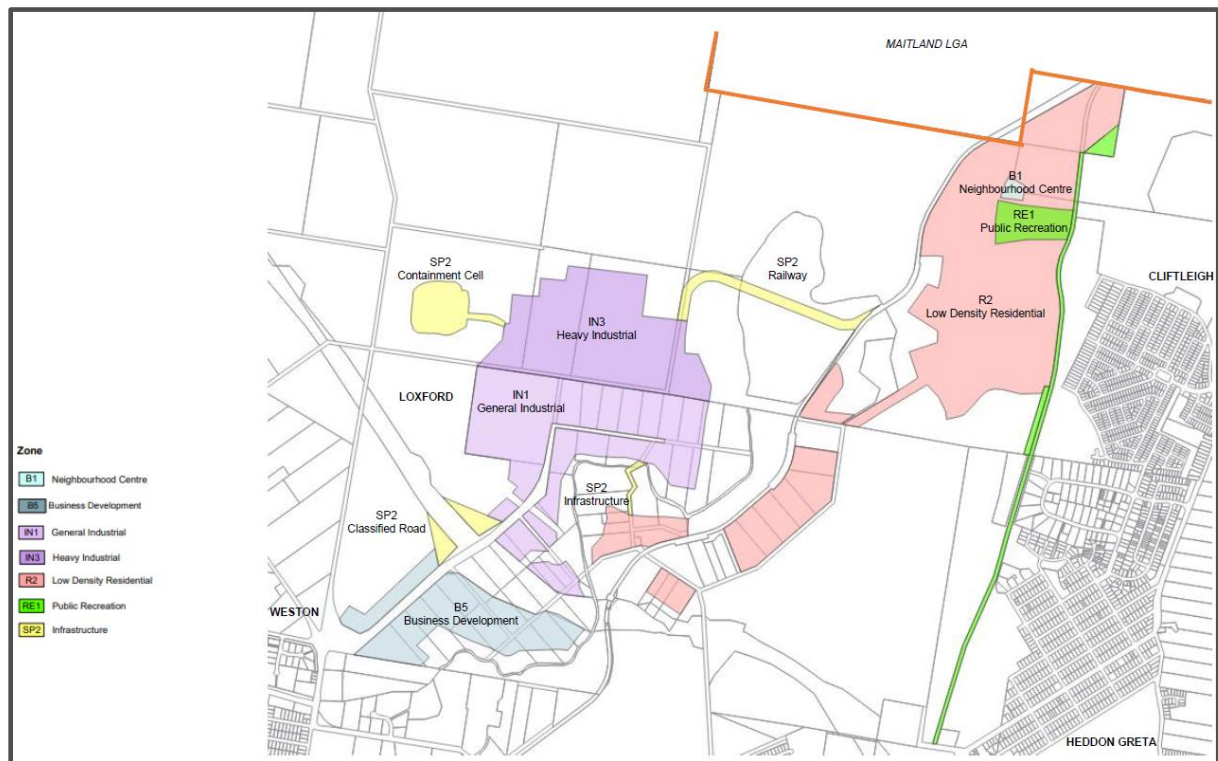 MAITLAND LGA
B1
Neighbourhood Centre
RE1
Public Recreation
SP2
Containment Cell
SP2
Railway
CLIFTLEIGH
R2
Low Density Residential
IN3
Heavy Industrial
LOXFORD
IN1
General Industrial
SP2
Infrastructure
SP2
Classified Road
WESTON
B5
Business Development
HEDDON GRETA
Zone
B1 Neighbourhood Centre
B5 Business Development
IN1 General Industrial
IN3 Heavy Industrial
R2 Low Density Residential
RE1 Public Recreation
SP2 Infrastructure